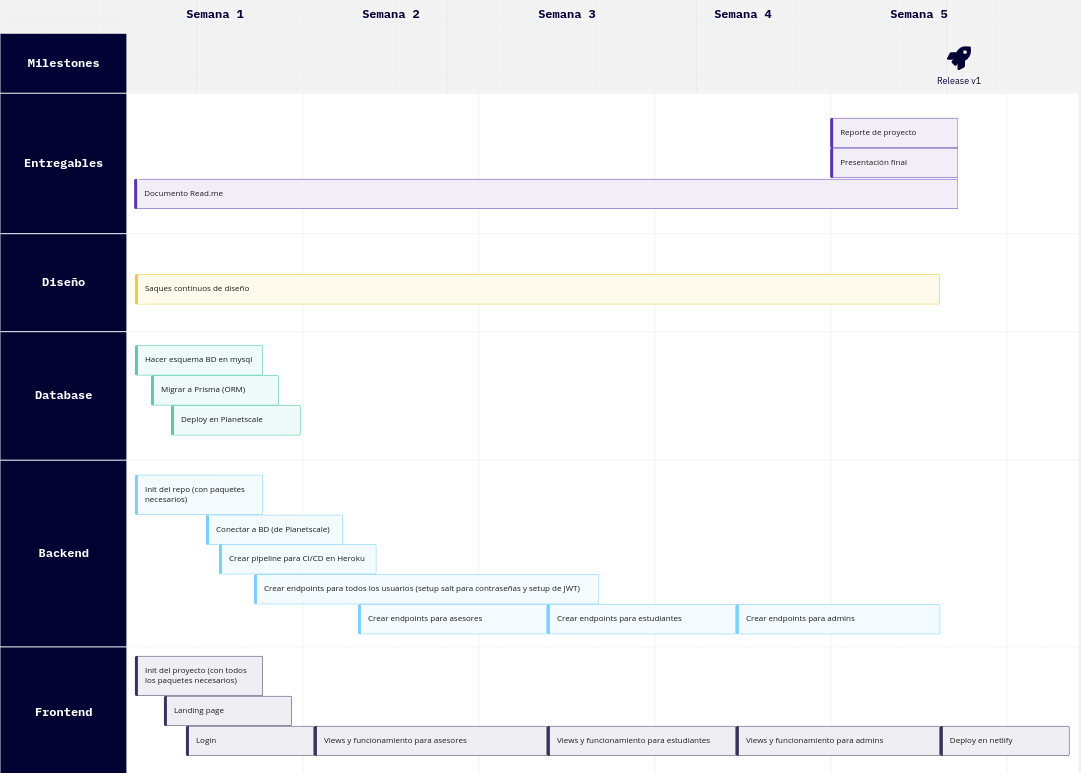 Semana 1
Semana 2
Semana 3
Semana 4
Semana 5
Milestones
Release v1
Entregables
Reporte de proyecto
Presentación final
Documento Read.me
Diseño
Saques continuos de diseño
Database
Hacer esquema BD en mysql
Migrar a Prisma (ORM)
Deploy en Planetscale
Backend
Init del repo (con paquetes
necesarios)
Conectar a BD (de Planetscale)
Crear pipeline para CI/CD en Heroku
Crear endpoints para todos los usuarios (setup salt para contraseñas y setup de JWT)
Crear endpoints para asesores
Crear endpoints para estudiantes
Crear endpoints para admins
Frontend
Init del proyecto (con todos
los paquetes necesarios)
Landing page
Login
Views y funcionamiento para asesores
Views y funcionamiento para estudiantes
Views y funcionamiento para admins
Deploy en netlify